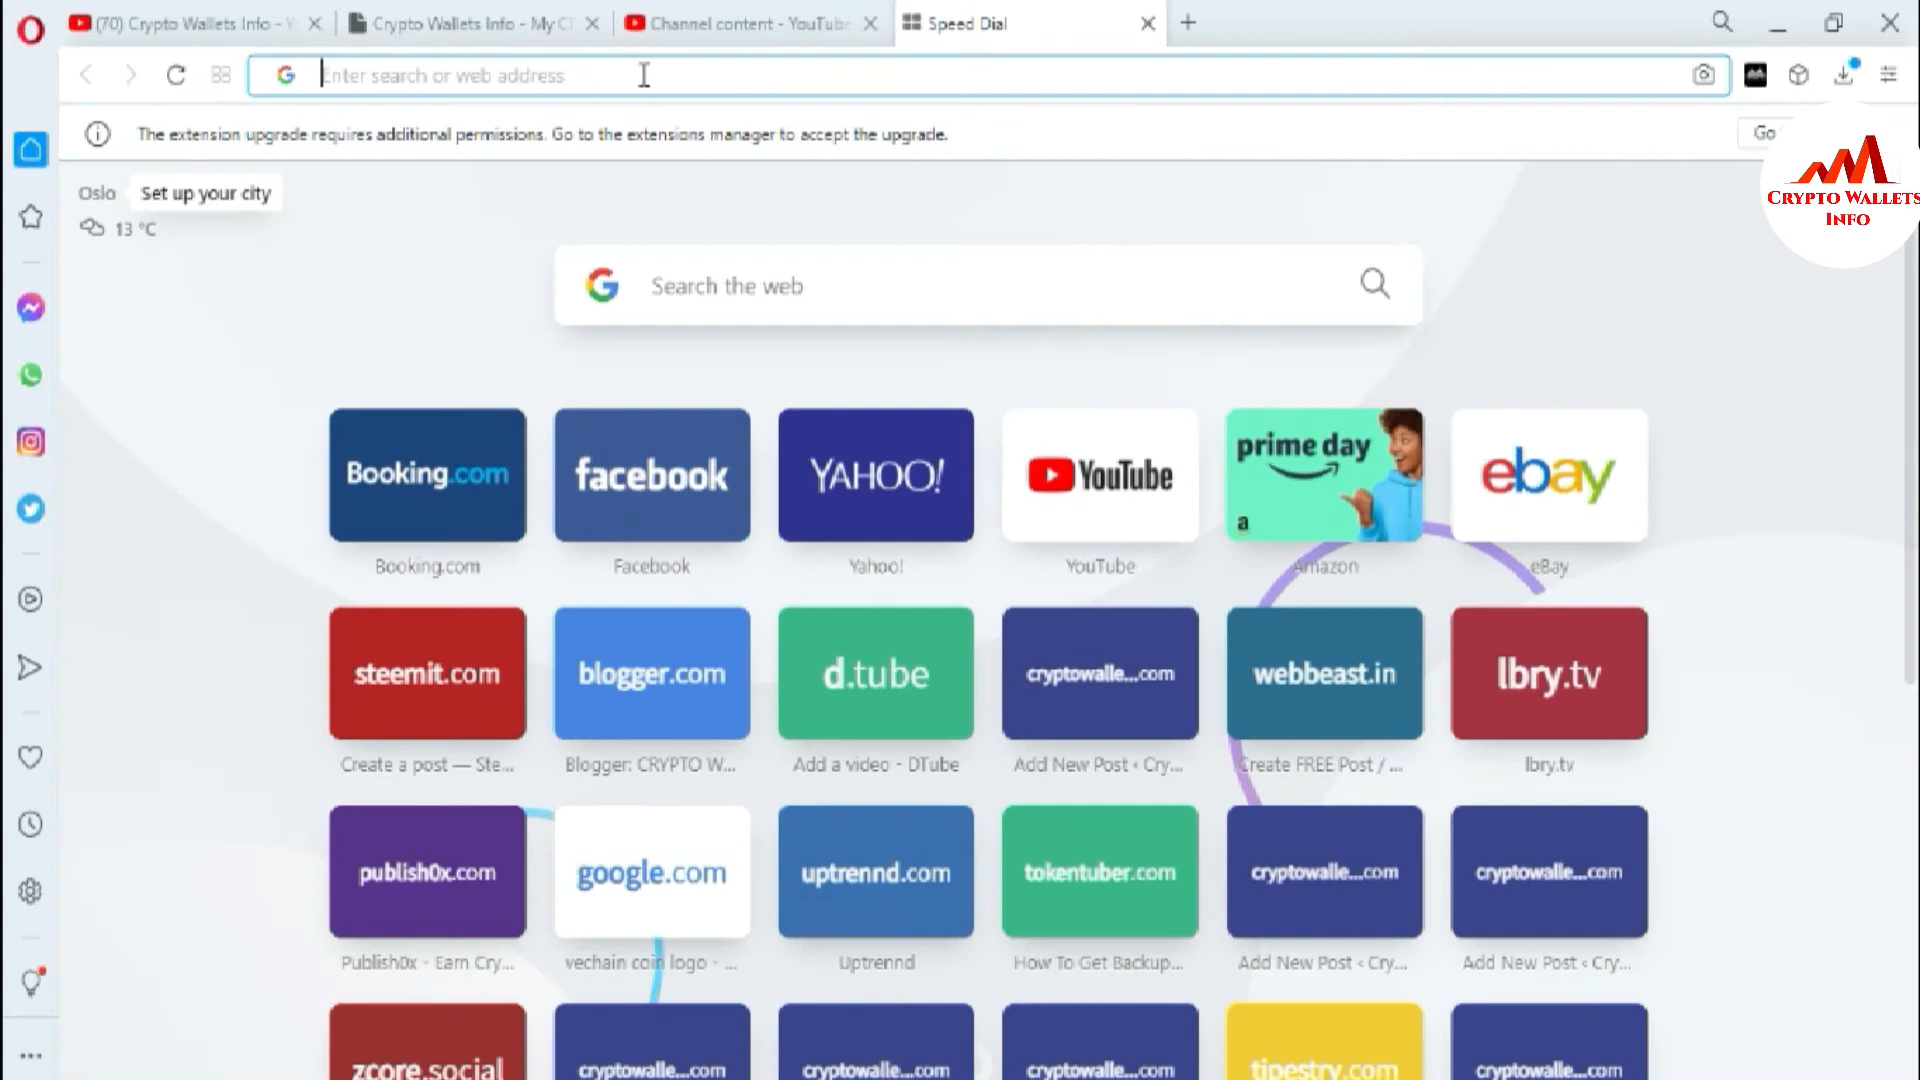 (70) Crypto Wallets Info -
Crypto Wallets Info - My C
Channel content - YouTube
Speed Dial
Enter search or web address
The extension upgrade requires additional permissions. Go to the extensions manager to accept the upgrade.
Go
CRYPTO WALLETS
INFO
Oslo
Set up your city
13 °C
Search the web
Booking.com
facebook
YAHOO!
YouTube
prime day
a
ebay
Booking.com
Facebook
Yahoo!
YouTube
Amazon
eBay
steemit.com
blogger.com
d.tube
cryptowalle...com
webbeast.in
lbry.tv
Create a post — Ste...
Blogger: CRYPTO W...
Add a video - DTube
Add New Post ‹ Cry...
Create FREE Post / ...
lbry.tv
publish0x.com
google.com
uptrennd.com
tokentuber.com
cryptowalle...com
cryptowalle...com
Publish0x - Earn Cry...
vechain coin logo - ...
Uptrennd
How To Get Backup...
Add New Post ‹ Cry...
Add New Post ‹ Cry...
zcore.social
cryptowalle...com
cryptowalle...com
cryptowalle...com
tipestry.com
cryptowalle...com